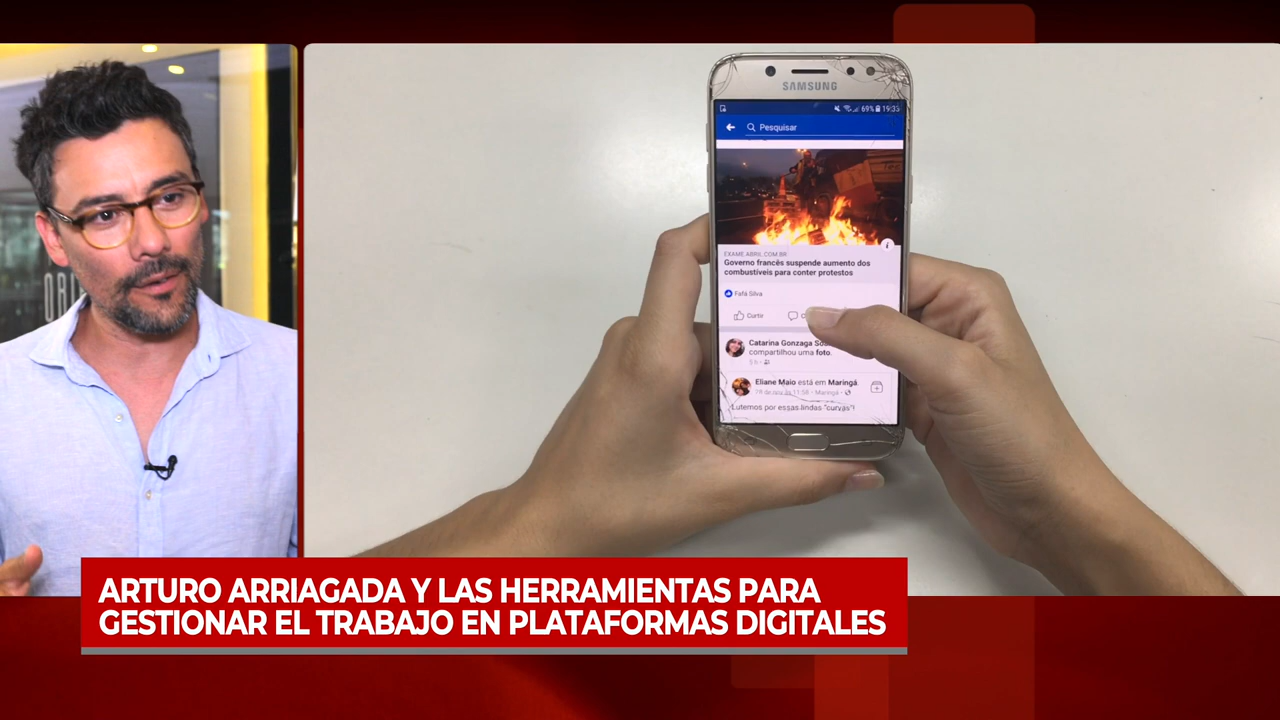 SAMSUNG
69% 19:33
Pesquisar
EXAME.ABRIL.COM.BR
Governo francês suspende aumento dos
combustíveis para conter protestos
Fafá Silva
Curtir
Catarina Gonzaga
compartilhou uma foto.
Eliane Maio está em Maringá
Lutemos por essas lindas "curvas"!
ARTURO ARRIAGADA Y LAS HERRAMIENTAS PARA
GESTIONAR EL TRABAJO EN PLATAFORMAS DIGITALES